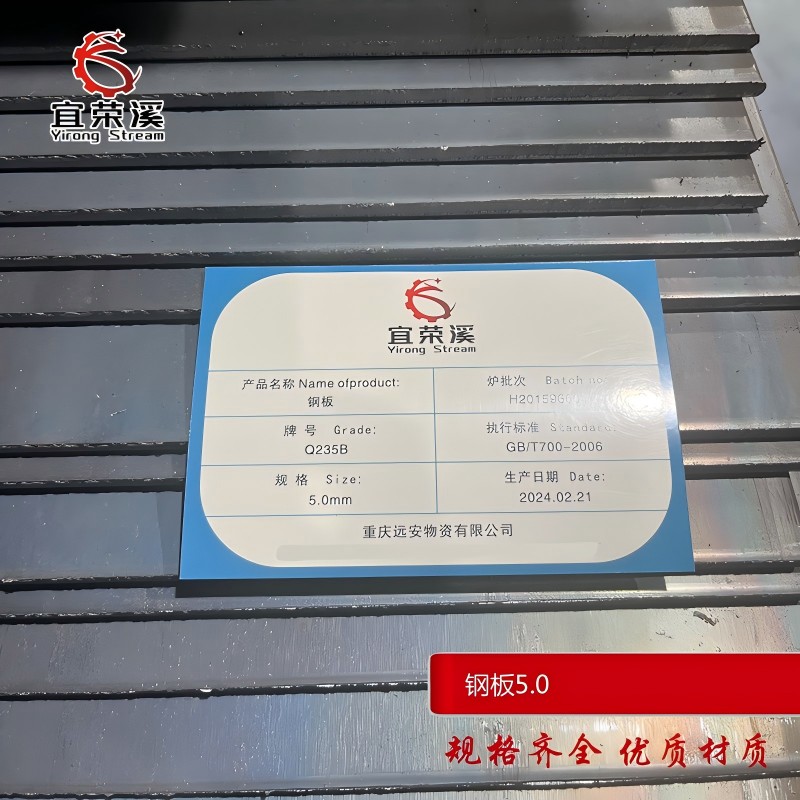 宜荣溪
Yirong Stream
宜荣溪
Yirong Stream
产品名称 Name ofproduct:
钢板
炉批次 Batch no
H20159G
牌 号 Grade:
Q235B
执行标准 Standard:
GB/T700-2006
规 格 Size:
5.0mm
生产日期 Date:
2024.02.21
重庆远安物资有限公司
钢板5.0
规格齐全 优质材质